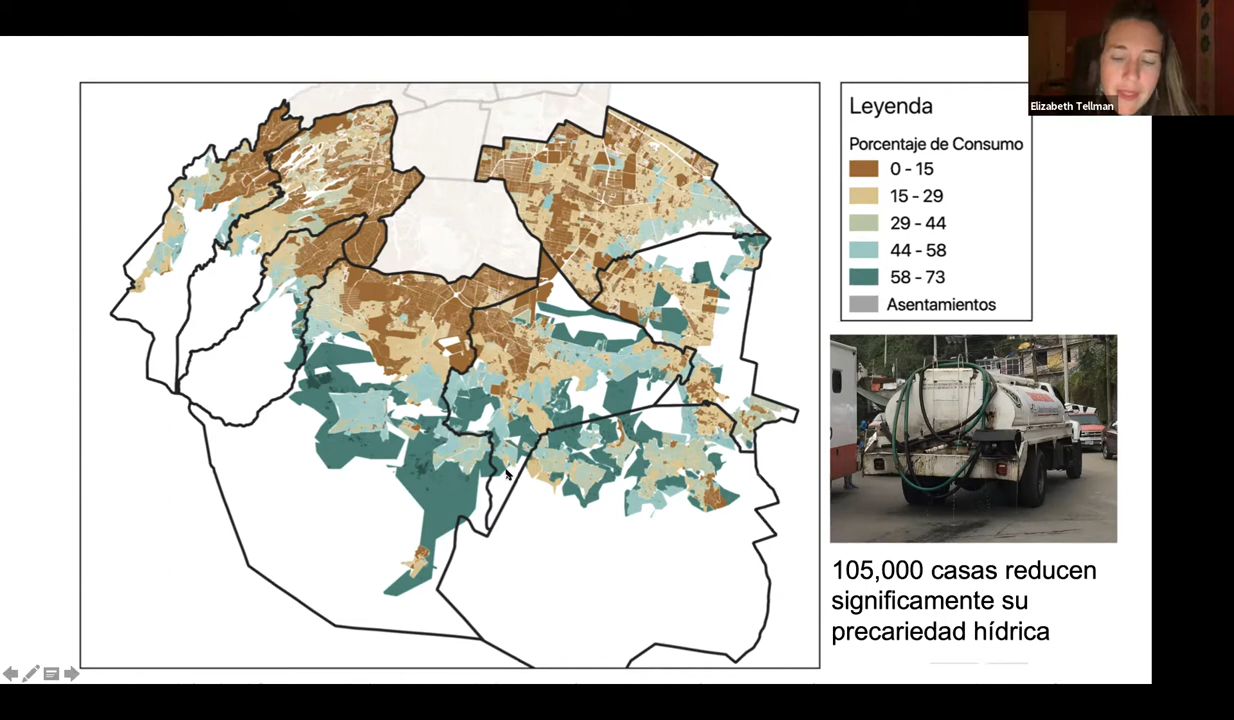 Elizabeth Tellman
Leyenda
Porcentaje de Consumo
0 - 15
15 - 29
29 - 44
44 - 58
58 - 73
Asentamientos
105,000 casas reducen
significamente su
precariedad hídrica